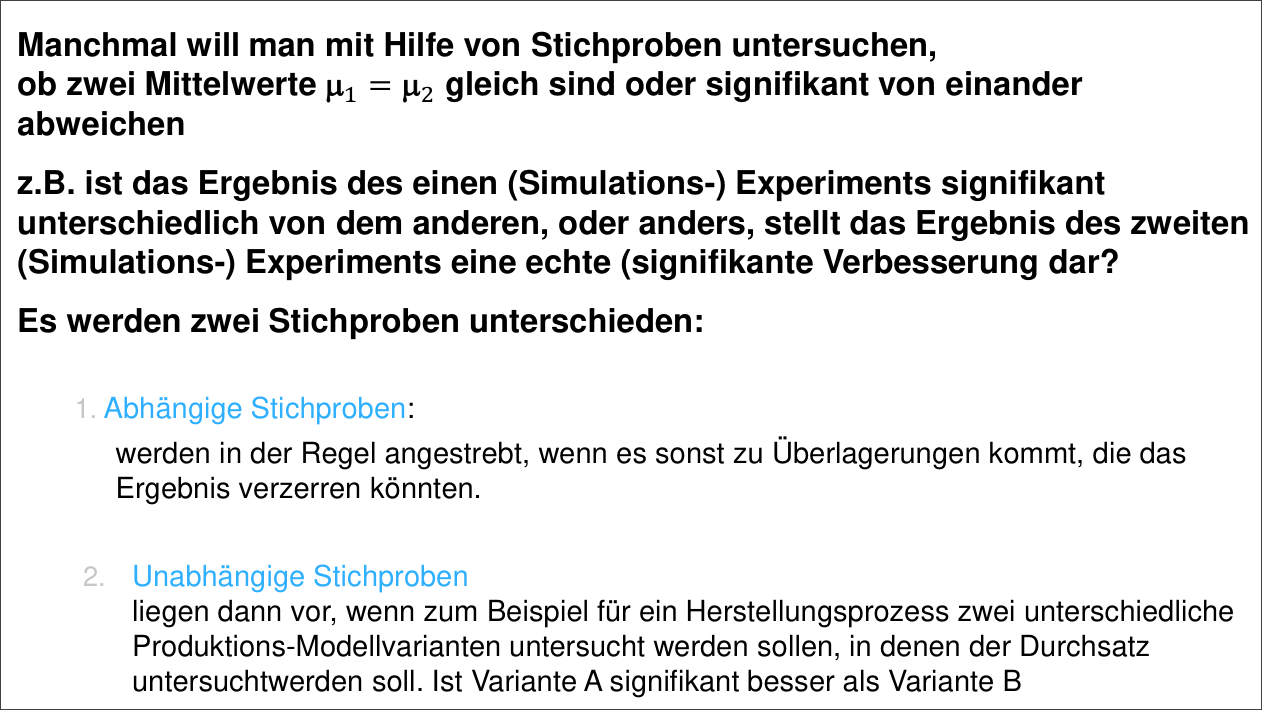 Manchmal will man mit Hilfe von Stichproben untersuchen,
ob zwei Mittelwerte μ₁ = μ₂ gleich sind oder signifikant von einander
abweichen
z.B. ist das Ergebnis des einen (Simulations-) Experiments signifikant
unterschiedlich von dem anderen, oder anders, stellt das Ergebnis des zweiten
(Simulations-) Experiments eine echte (signifikante Verbesserung dar?
Es werden zwei Stichproben unterschieden:
1. Abhängige Stichproben:
werden in der Regel angestrebt, wenn es sonst zu Überlagerungen kommt, die das
Ergebnis verzerren könnten.
2. Unabhängige Stichproben
liegen dann vor, wenn zum Beispiel für ein Herstellungsprozess zwei unterschiedliche
Produktions-Modellvarianten untersucht werden sollen, in denen der Durchsatz
untersuchtwerden soll. Ist Variante A signifikant besser als Variante B